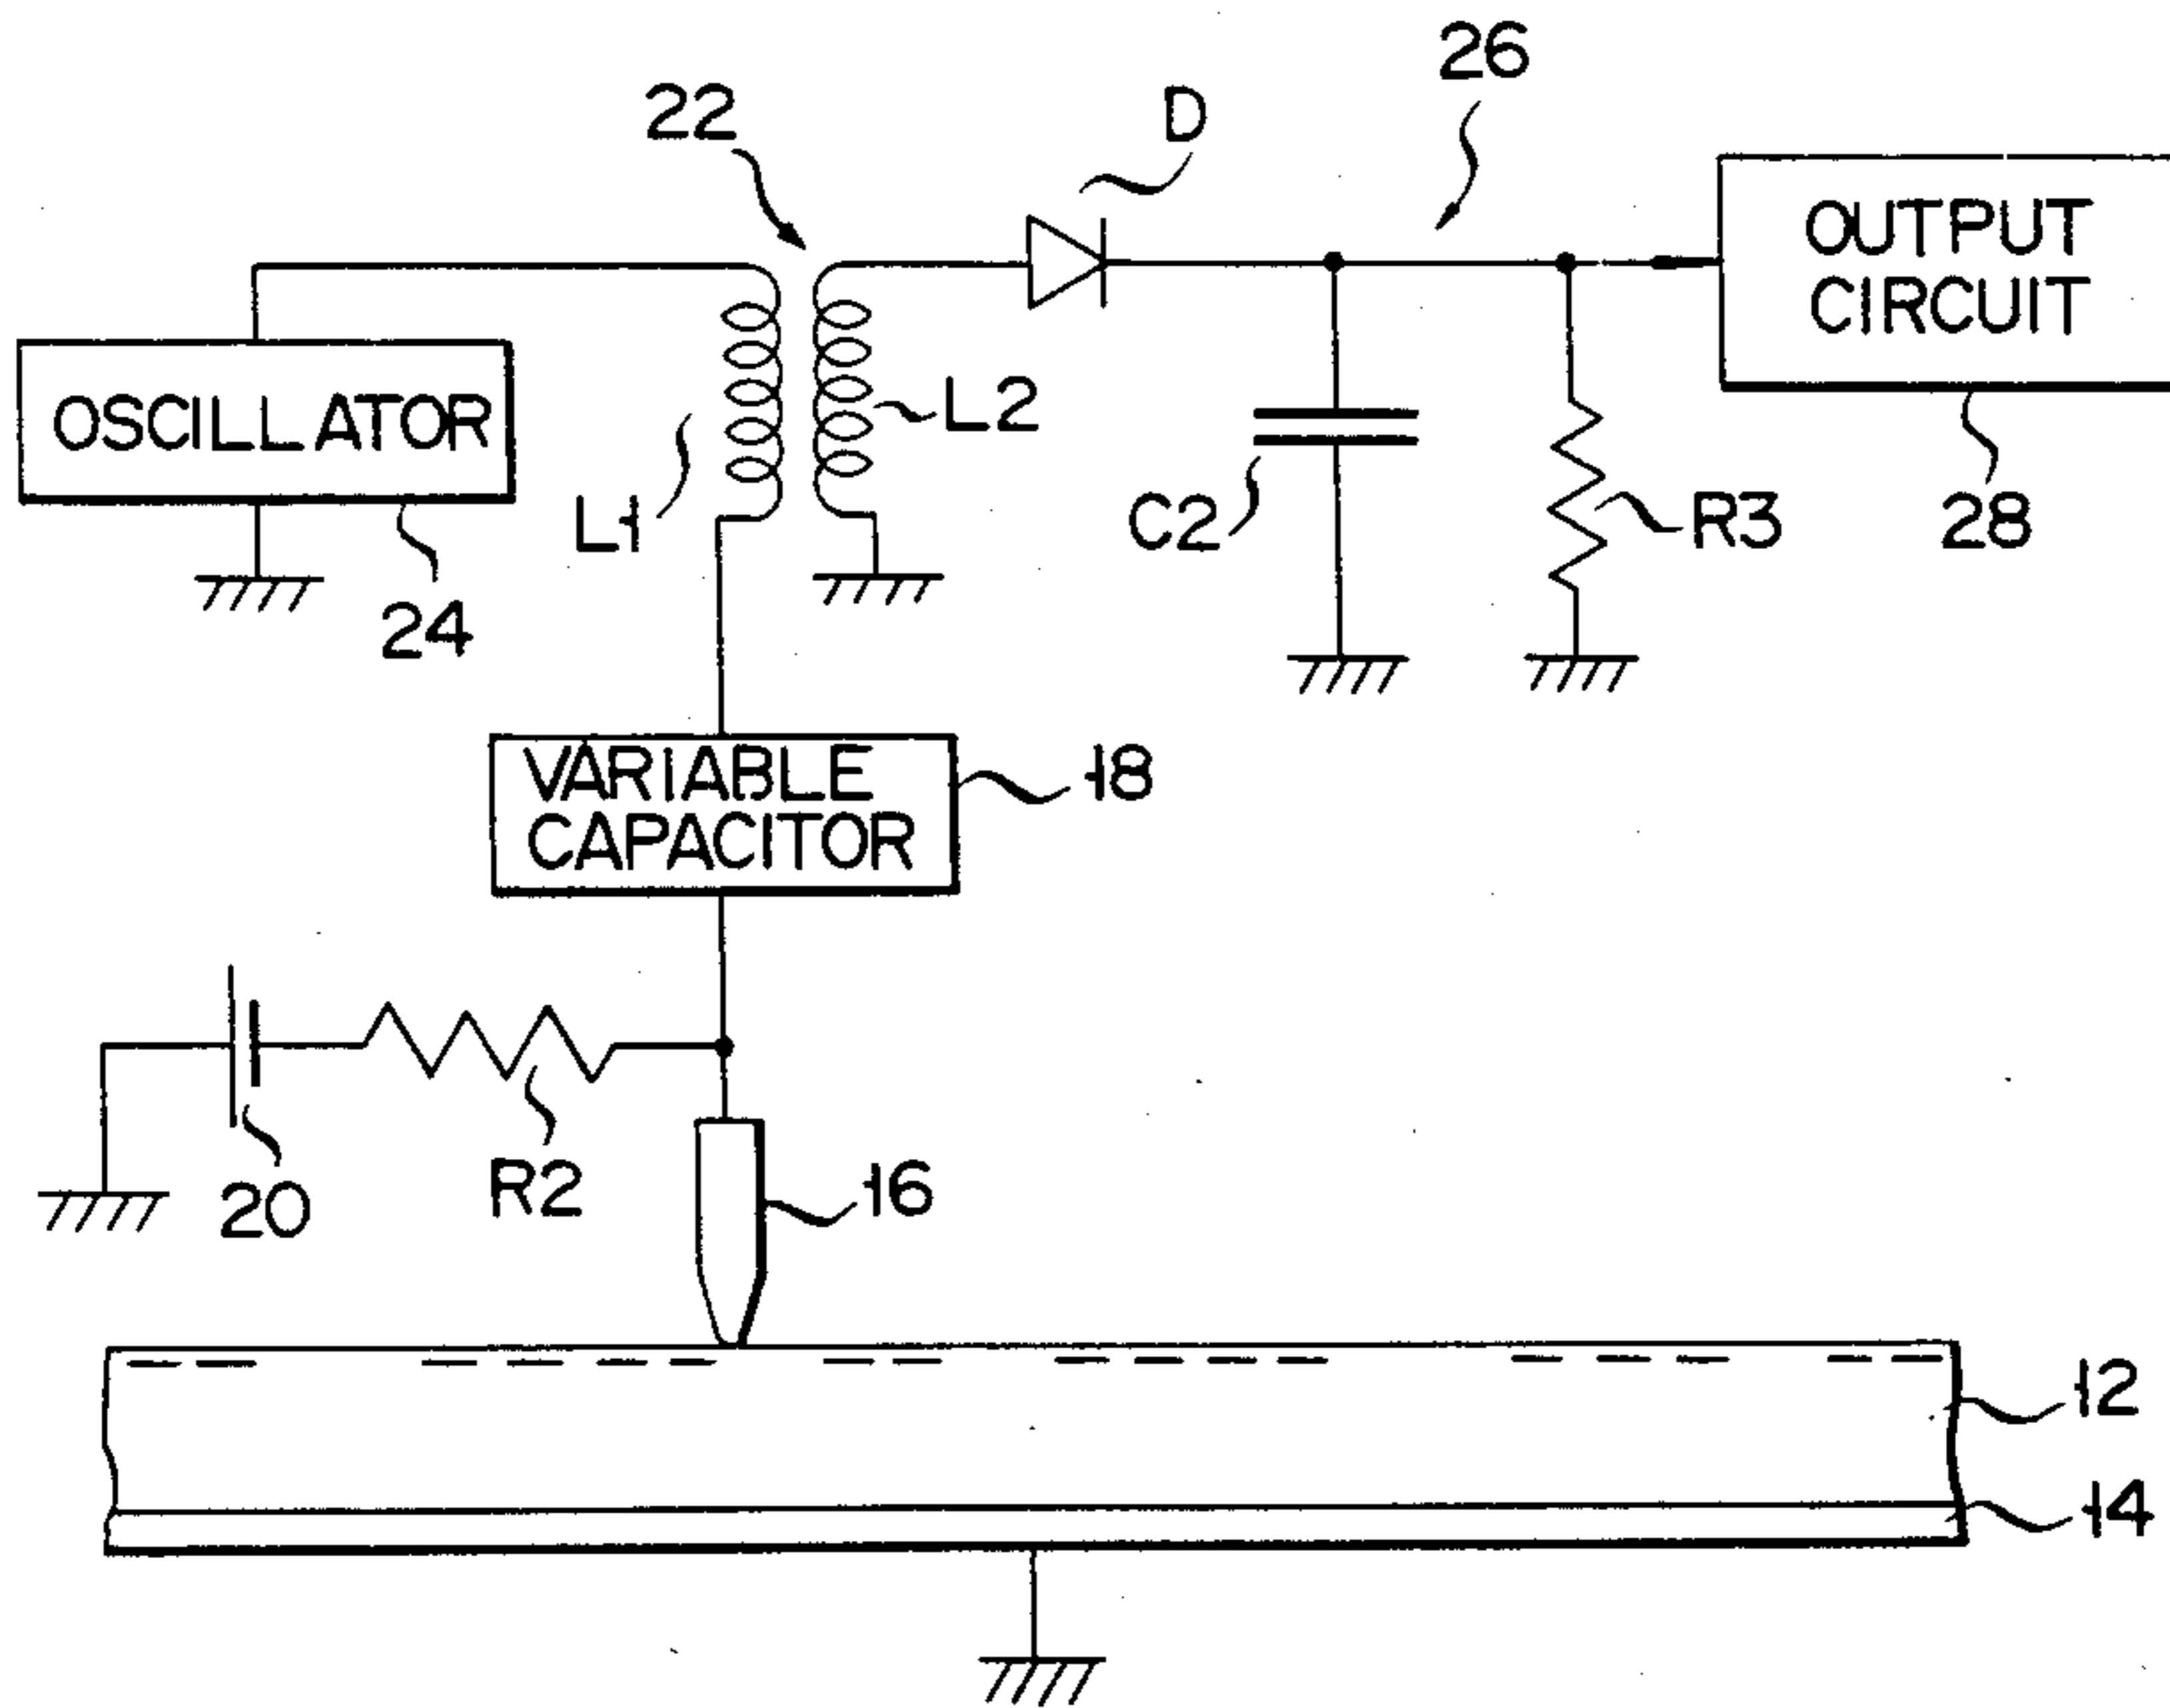 26
22
D
OUTPUT
CIRCUIT
OSCILLATOR
L2
L1
C2
R3
28
24
VARIABLE
CAPACITOR
18
20
R2
16
12
14